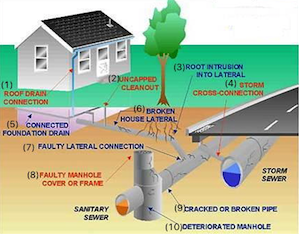 (1)
ROOF DRAIN
CONNECTION
(2) UNCAPPED
CLEANOUT
(3) ROOT INTRUSION
INTO LATERAL
(4) STORM
CROSS-CONNECTION
(5) CONNECTED
FOUNDATION DRAIN
(6) BROKEN
HOUSE LATERAL
(7) FAULTY LATERAL CONNECTION
(8) FAULTY MANHOLE
COVER OR FRAME
STORM
SEWER
SANITARY
SEWER
(9) CRACKED OR BROKEN PIPE
(10) DETERIORATED MANHOLE